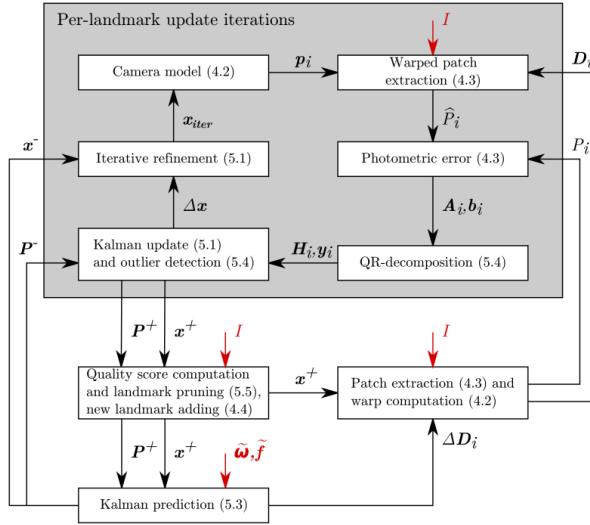 Per-landmark update iterations
I
Camera model (4.2)
p_i
Warped patch
extraction (4.3)
D_i
x_iter
P̂_i
x⁻
Iterative refinement (5.1)
Photometric error (4.3)
P_i
Δx
A_i,b_i
P⁻
Kalman update (5.1)
and outlier detection (5.4)
H_i,y_i
QR-decomposition (5.4)
P⁺
x⁺
I
I
Quality score computation
and landmark pruning (5.5),
new landmark adding (4.4)
x⁺
Patch extraction (4.3) and
warp computation (4.2)
P⁺
x⁺
ω̃,f̃
ΔD_i
Kalman prediction (5.3)